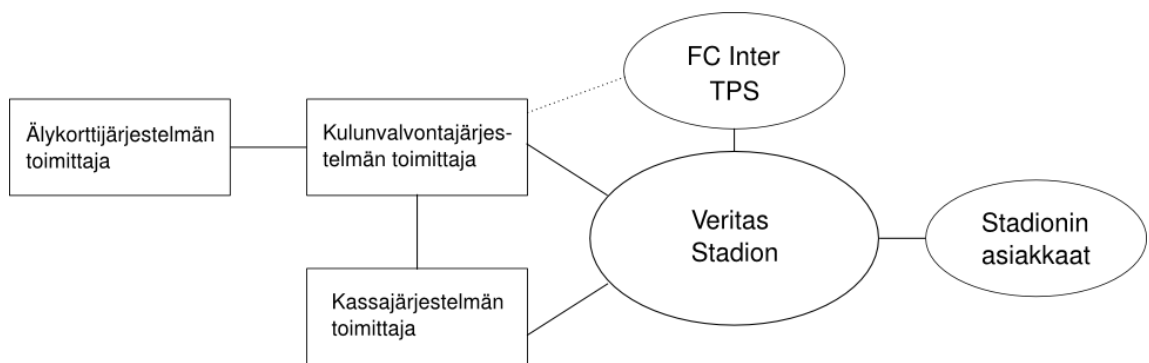 FC Inter
TPS
Älykorttijärjestelmän
toimittaja
Kulunvalvontajärjes-
telmän toimittaja
Veritas
Stadion
Stadionin
asiakkaat
Kassajärjestelmän
toimittaja